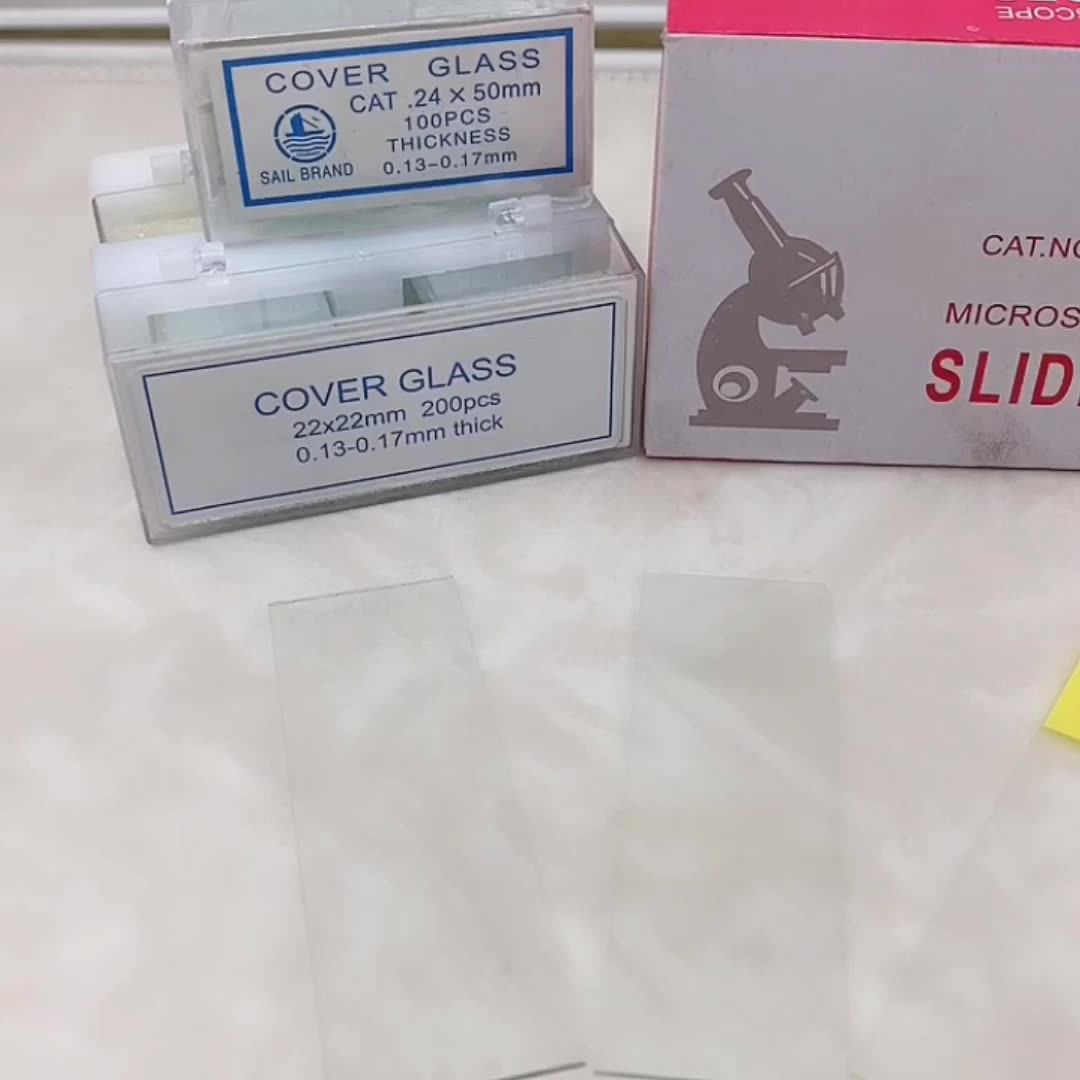 COVER GLASS
CAT .24 X 50mm
100PCS
THICKNESS
0.13-0.17mm
SAIL BRAND
COVER GLASS
22x22mm 200pcs
0.13-0.17mm thick
SCOPE
CAT.NO
MICROS
SLID